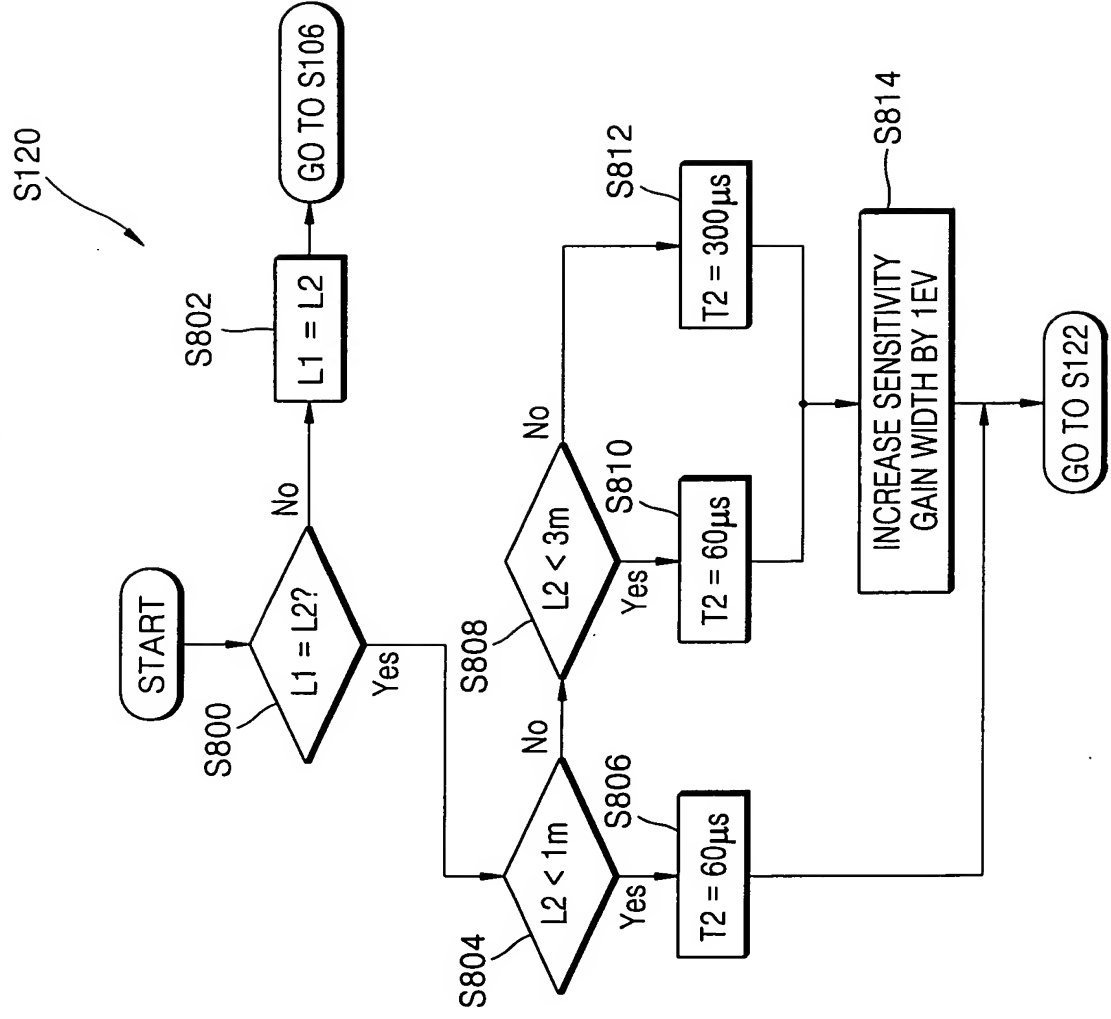 S120
START
S800
L1 = L2?
No
Yes
S802
L1 = L2
GO TO S106
S804
L2 < 1m
No
Yes
S806
T2 = 60µs
S808
L2 < 3m
No
Yes
S810
T2 = 60µs
S812
T2 = 300µs
S814
INCREASE SENSITIVITY
GAIN WIDTH BY 1EV
GO TO S122